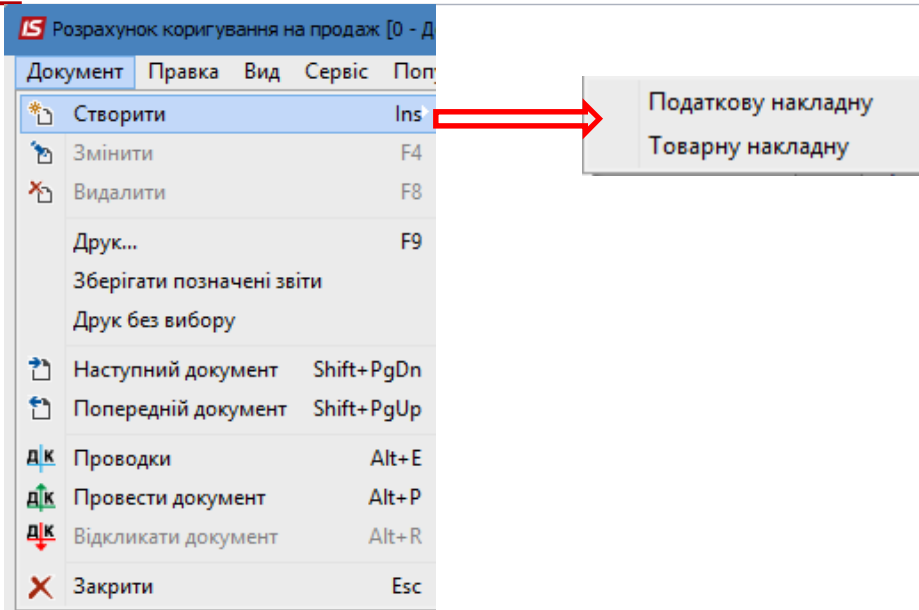 IS Розрахунок коригування на продаж [0 - Д
Документ Правка Вид Сервіс Поп
Створити Ins
Податкову накладну
Товарну накладну
Змінити F4
Видалити F8
Друк... F9
Зберігати позначені звіти
Друк без вибору
Наступний документ Shift+PgDn
Попередній документ Shift+PgUp
д|к Проводки Alt+E
д|к Провести документ Alt+P
д|к Відкликати документ Alt+R
Закрити Esc